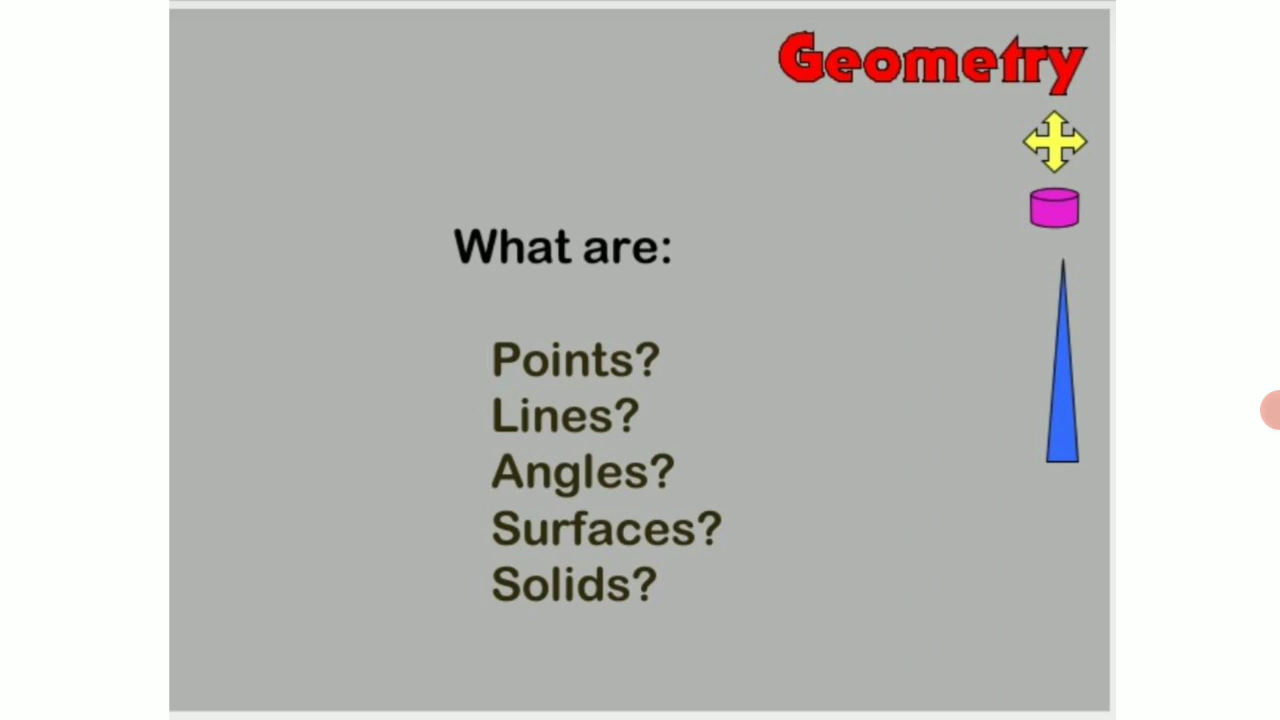 Geometry
What are:
Points?
Lines?
Angles?
Surfaces?
Solids?